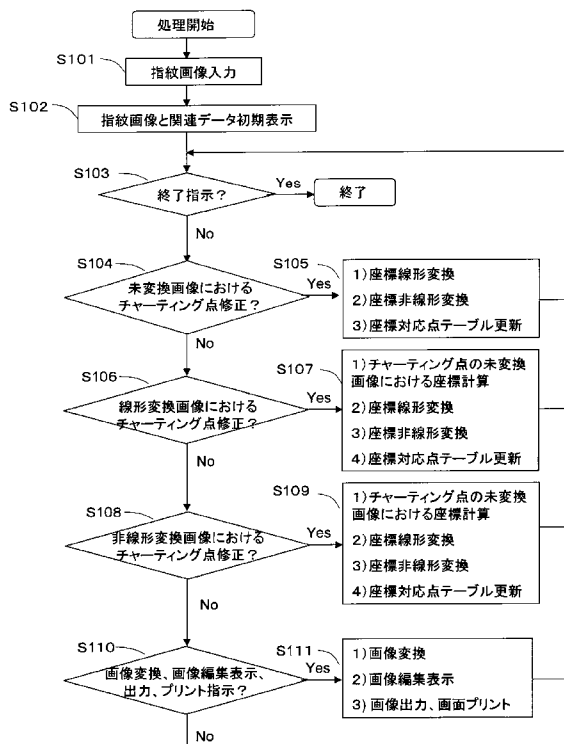 処理開始
S101
指紋画像入力
S102
指紋画像と関連データ初期表示
S103
終了指示？
Yes
終了
No
S104
未変換画像における
チャーティング点修正？
Yes
S105
1)座標線形変換
2)座標非線形変換
3)座標対応点テーブル更新
No
S106
線形変換画像における
チャーティング点修正？
Yes
S107
1)チャーティング点の未変換
画像における座標計算
2)座標線形変換
3)座標非線形変換
4)座標対応点テーブル更新
No
S108
非線形変換画像における
チャーティング点修正？
Yes
S109
1)チャーティング点の未変換
画像における座標計算
2)座標線形変換
3)座標非線形変換
4)座標対応点テーブル更新
No
S110
画像変換、画像編集表示、
出力、プリント指示？
Yes
S111
1)画像変換
2)画像編集表示
3)画像出力、画面プリント
No